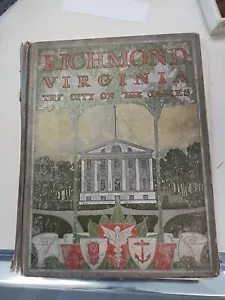 RICHMOND
VIRGINIA
THE CITY ON THE JAMES